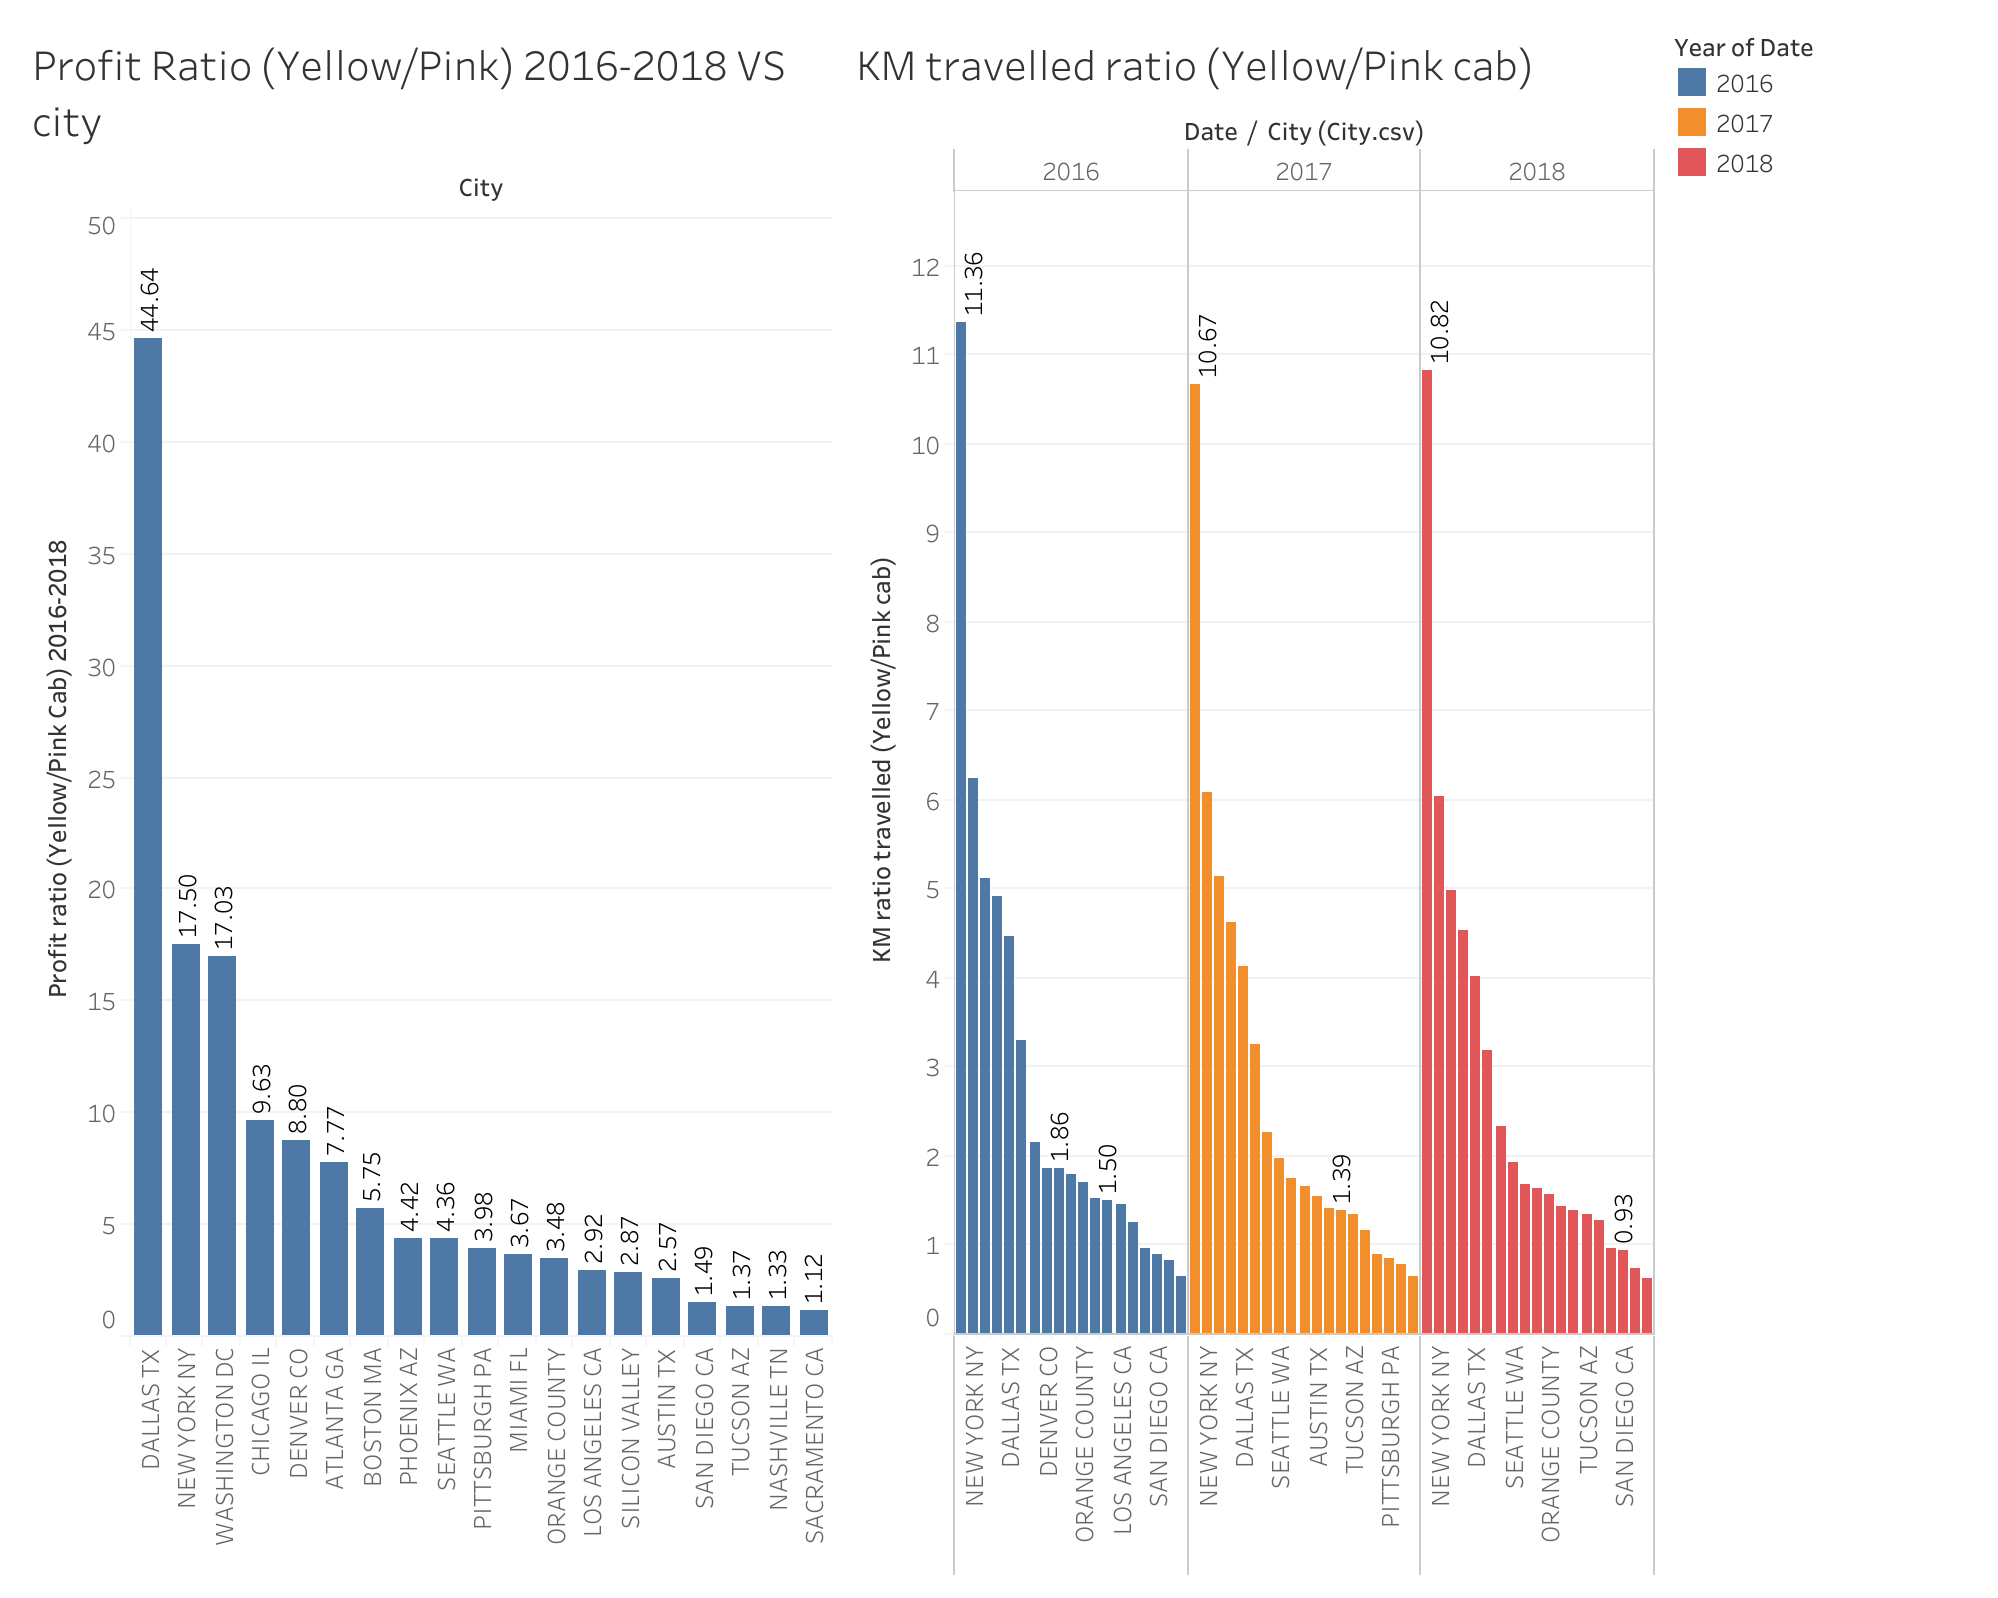 Profit Ratio (Yellow/Pink) 2016-2018 VS
city
City
Profit ratio (Yellow/Pink Cab) 2016-2018
50
45
40
35
30
25
20
15
10
5
0
44.64
17.50
17.03
9.63
8.80
7.77
5.75
4.42
4.36
3.98
3.67
3.48
2.92
2.87
2.57
1.49
1.37
1.33
1.12
DALLAS TX
NEW YORK NY
WASHINGTON DC
CHICAGO IL
DENVER CO
ATLANTA GA
BOSTON MA
PHOENIX AZ
SEATTLE WA
PITTSBURGH PA
MIAMI FL
ORANGE COUNTY
LOS ANGELES CA
SILICON VALLEY
AUSTIN TX
SAN DIEGO CA
TUCSON AZ
NASHVILLE TN
SACRAMENTO CA
KM travelled ratio (Yellow/Pink cab)
Date / City (City.csv)
2016
2017
2018
KM ratio travelled (Yellow/Pink cab)
12
11
10
9
8
7
6
5
4
3
2
1
0
11.36
1.86
1.50
10.67
1.39
10.82
0.93
NEW YORK NY
DALLAS TX
DENVER CO
ORANGE COUNTY
LOS ANGELES CA
SAN DIEGO CA
NEW YORK NY
DALLAS TX
SEATTLE WA
AUSTIN TX
TUCSON AZ
PITTSBURGH PA
NEW YORK NY
DALLAS TX
SEATTLE WA
ORANGE COUNTY
TUCSON AZ
SAN DIEGO CA
Year of Date
2016
2017
2018